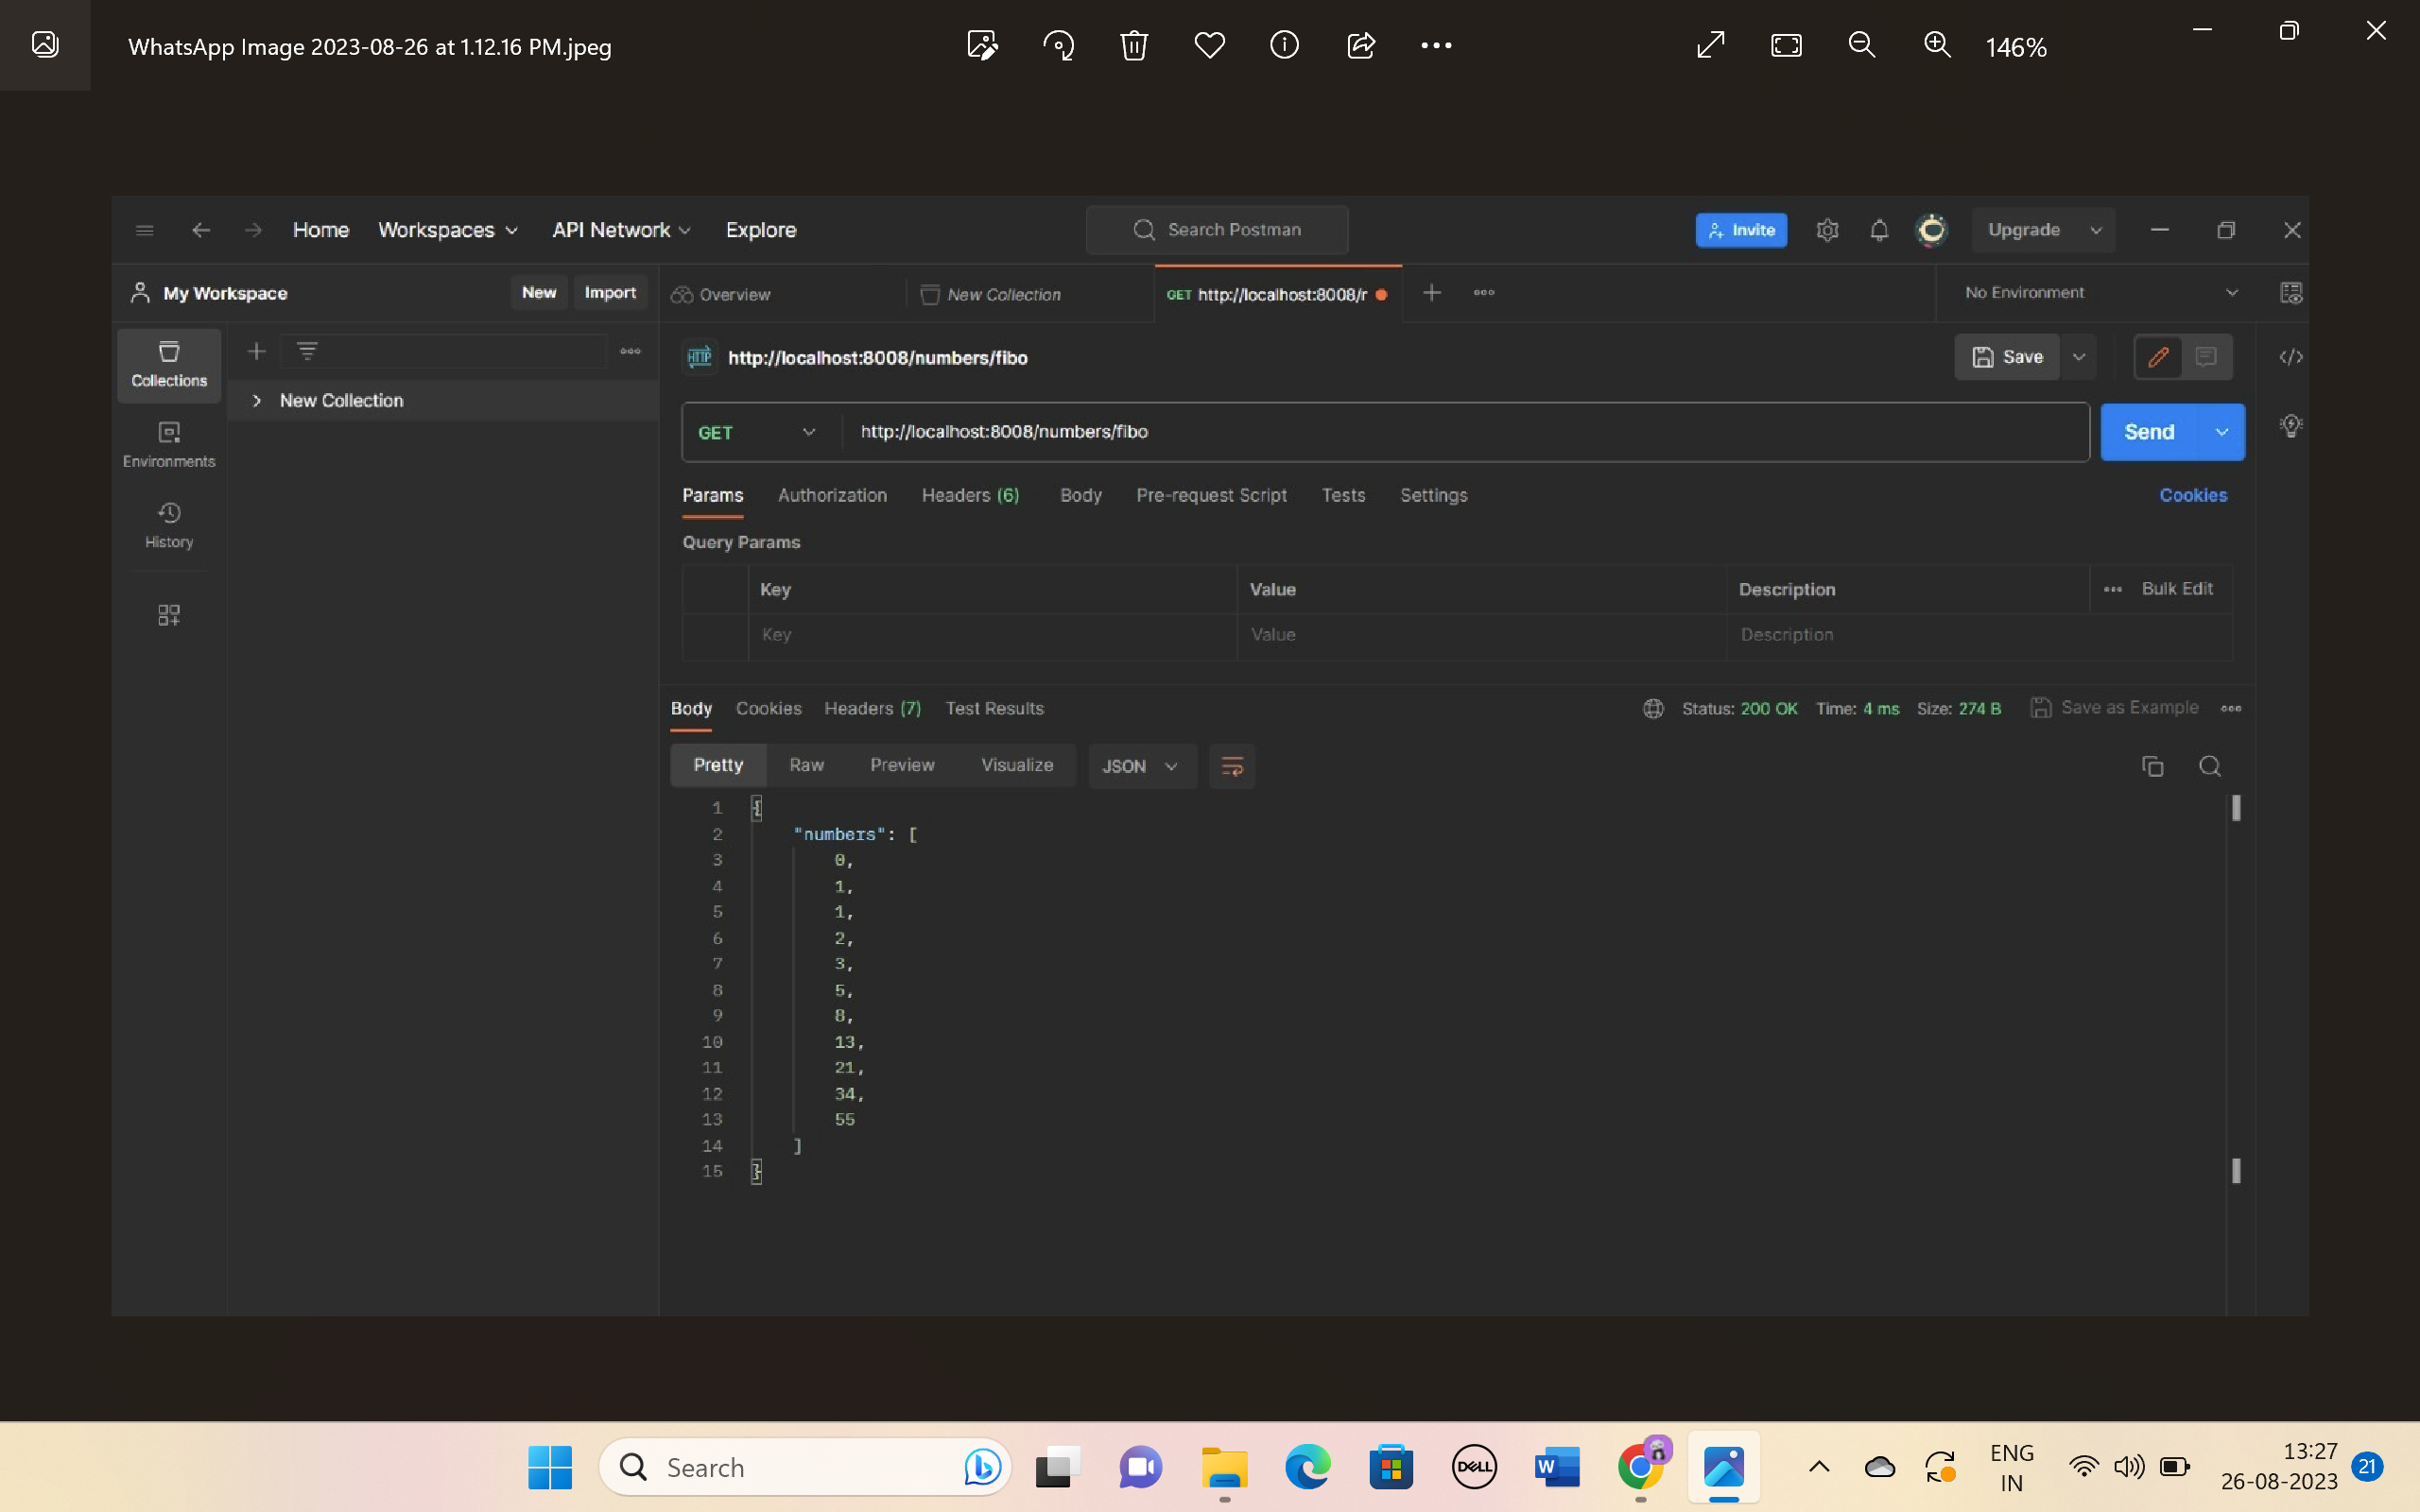 WhatsApp Image 2023-08-26 at 1.12.16 PM.jpeg
146%
Home Workspaces API Network Explore
Search Postman
Invite
Upgrade
My Workspace
New Import
Overview
New Collection
GET http://localhost:8008/r
No Environment
Collections
New Collection
Environments
History
HTTP http://localhost:8008/numbers/fibo
Save
GET http://localhost:8008/numbers/fibo
Send
Params Authorization Headers (6) Body Pre-request Script Tests Settings
Cookies
Query Params
Key Value Description Bulk Edit
Key Value Description
Body Cookies Headers (7) Test Results
Status: 200 OK Time: 4 ms Size: 274 B Save as Example
Pretty Raw Preview Visualize JSON
1 {
2 "numbers": [
3 0,
4 1,
5 1,
6 2,
7 3,
8 5,
9 8,
10 13,
11 21,
12 34,
13 55
14 ]
15 }
Search
DELL
W
ENG
IN
13:27
26-08-2023
21